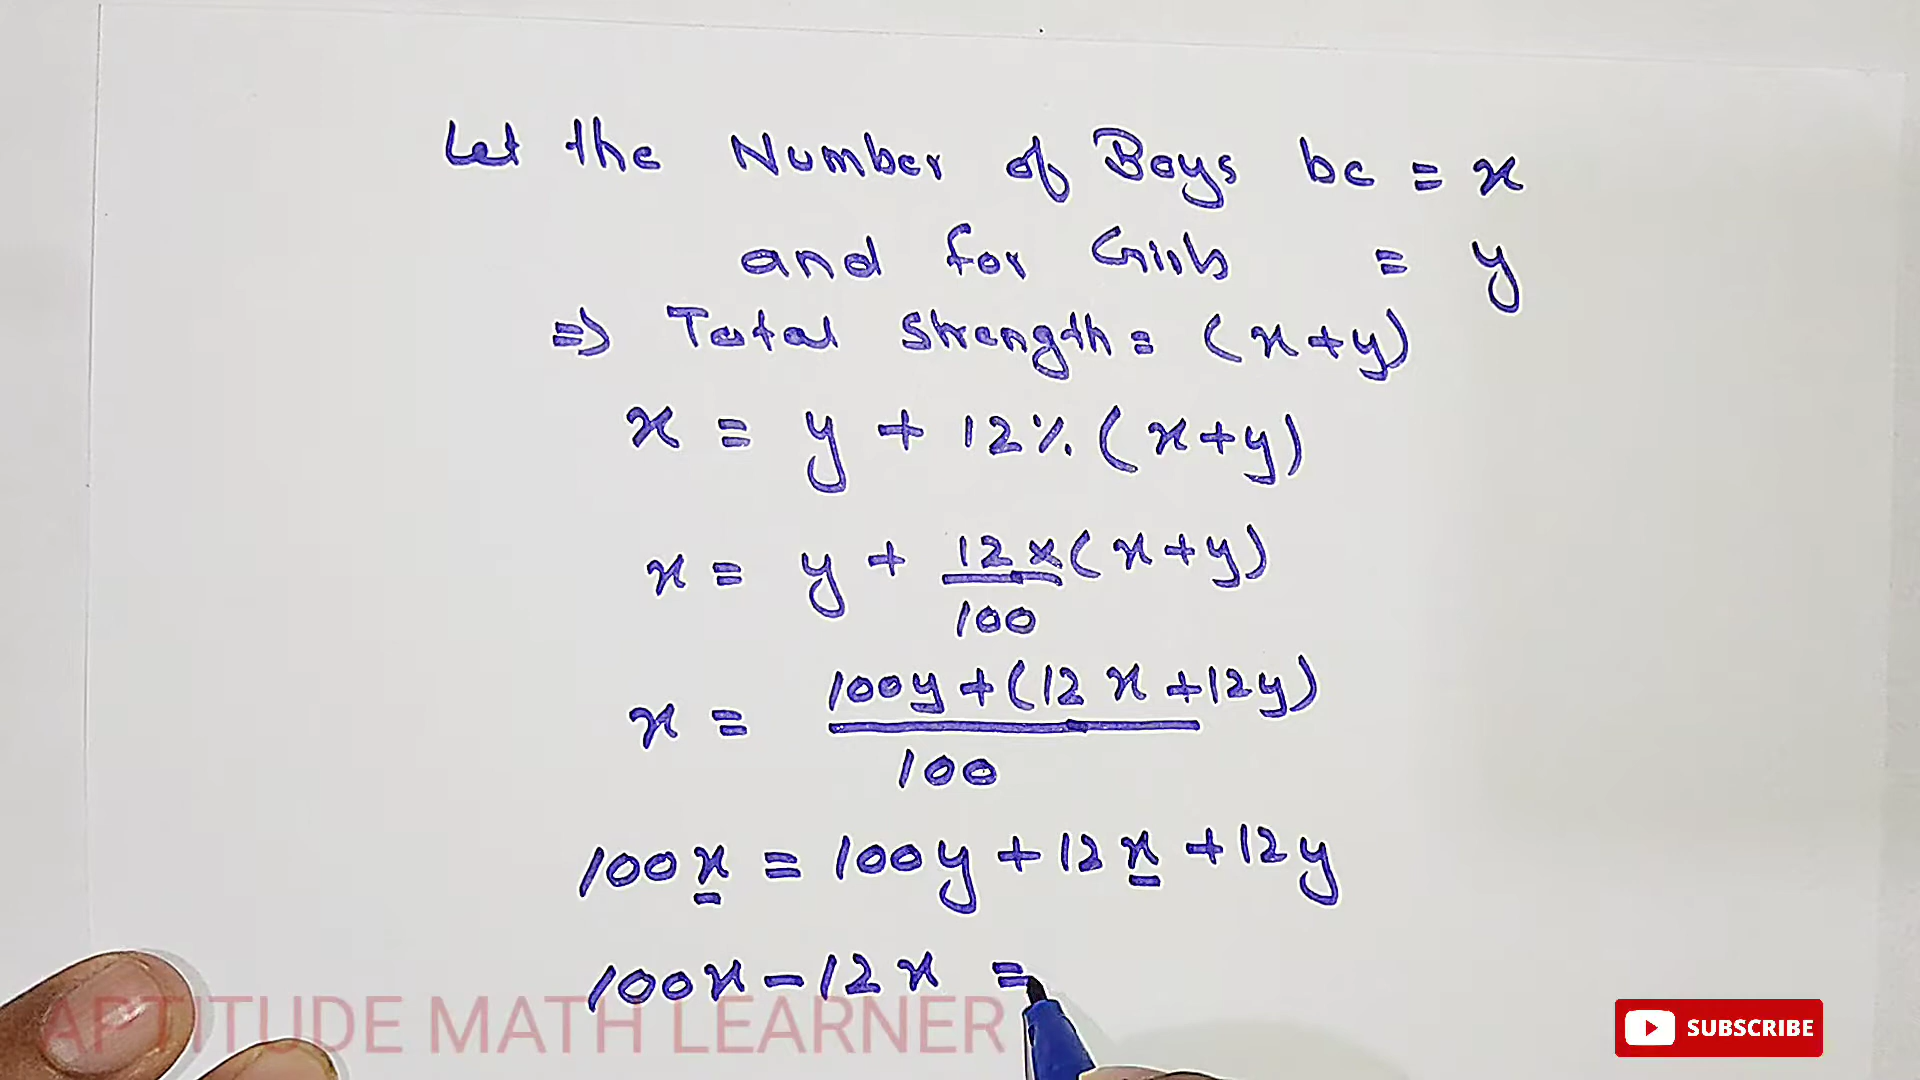 Let the Number of Boys be = x
and for Girls = y
⇒ Total Strength = (x+y)
x = y + 12%(x+y)
x = y + 12×(x+y)
100
x = 100y+(12x+12y)
100
100x = 100y+12x+12y
100x-12x =
APTITUDE MATH LEARNER
SUBSCRIBE